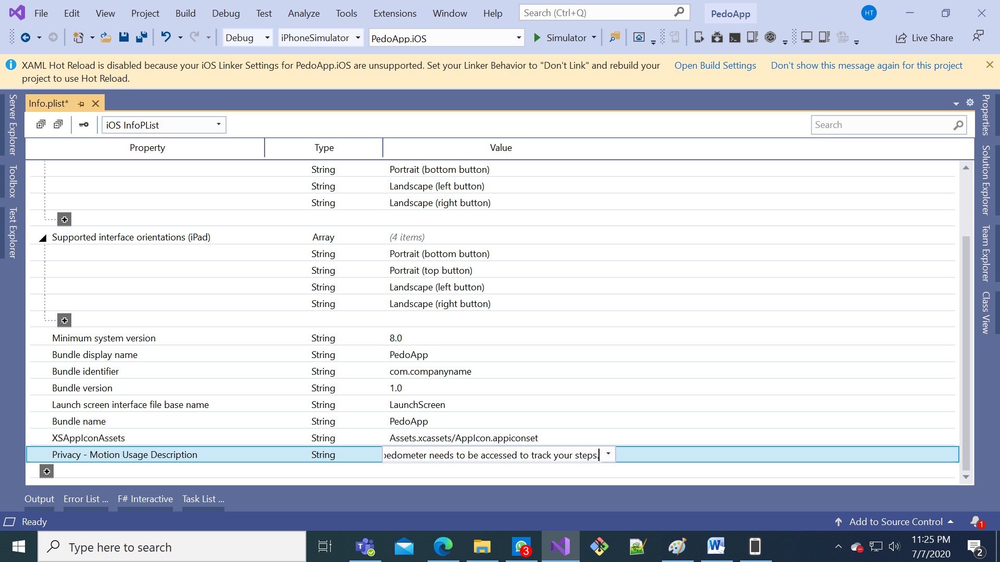 File Edit View Project Build Debug Test Analyze Tools Extensions Window Help Search (Ctrl+Q) PedoApp HT
Debug iPhoneSimulator PedoApp.iOS Simulator Live Share
XAML Hot Reload is disabled because your iOS Linker Settings for PedoApp.iOS are unsupported. Set your Linker Behavior to "Don't Link" and rebuild your Open Build Settings Don't show this message again for this project
project to use Hot Reload.
Info.plist*
iOS InfoPList Search
Property Type Value
String Portrait (bottom button)
String Landscape (left button)
String Landscape (right button)
Supported interface orientations (iPad) Array (4 items)
String Portrait (bottom button)
String Portrait (top button)
String Landscape (left button)
String Landscape (right button)
Minimum system version String 8.0
Bundle display name String PedoApp
Bundle identifier String com.companyname
Bundle version String 1.0
Launch screen interface file base name String LaunchScreen
Bundle name String PedoApp
XSAppIconAssets String Assets.xcassets/AppIcon.appiconset
Privacy - Motion Usage Description String pedometer needs to be accessed to track your steps.
Server Explorer
Toolbox
Test Explorer
Properties
Solution Explorer
Team Explorer
Class View
Output Error List ... F# Interactive Task List ...
Ready Add to Source Control 1
Type here to search 3 11:25 PM
7/7/2020 2